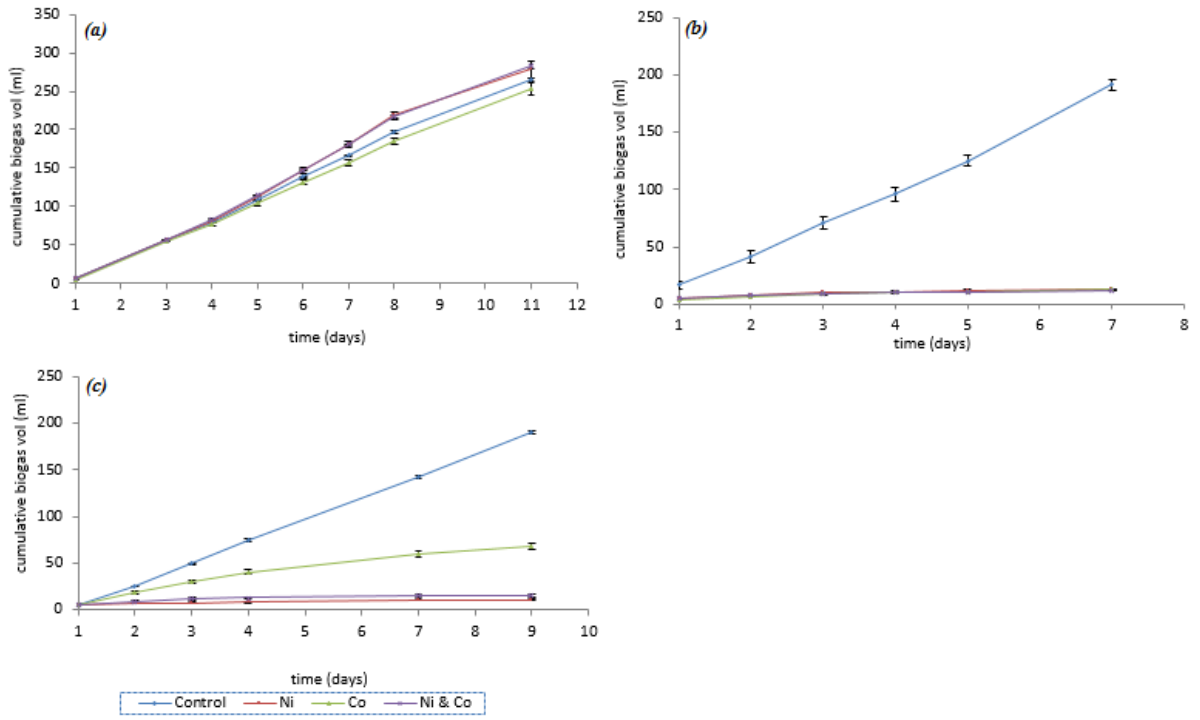 (a)
cumulative biogas vol (ml)
350
300
250
200
150
100
50
0
1 2 3 4 5 6 7 8 9 10 11 12
time (days)
(b)
cumulative biogas vol (ml)
250
200
150
100
50
0
1 2 3 4 5 6 7 8
time (days)
(c)
cumulative biogas vol (ml)
250
200
150
100
50
0
1 2 3 4 5 6 7 8 9 10
time (days)
Control Ni Co Ni & Co